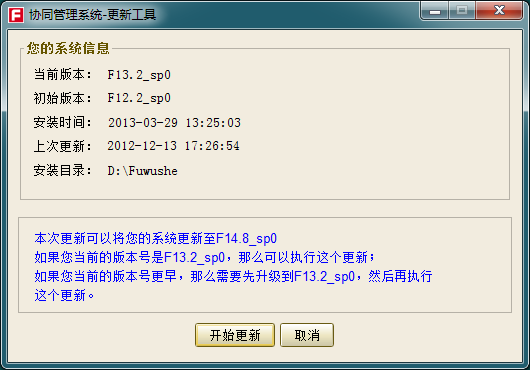 协同管理系统-更新工具
您的系统信息
当前版本： F13.2_sp0
初始版本： F12.2_sp0
安装时间： 2013-03-29 13:25:03
上次更新： 2012-12-13 17:26:54
安装目录： D:\Fuwushe
本次更新可以将您的系统更新至F14.8_sp0
如果您当前的版本号是F13.2_sp0，那么可以执行这个更新；
如果您当前的版本号更早，那么需要先升级到F13.2_sp0，然后再执行
这个更新。
开始更新 取消